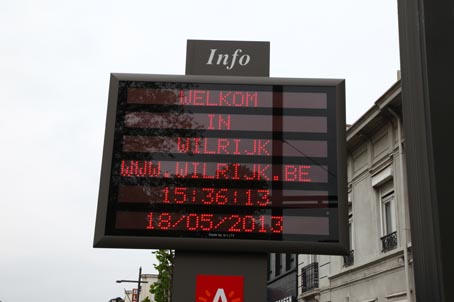 Info
WELKOM
IN
WILRIJK
WWW.WILRIJK.BE
15:36:13
18/05/2013
A